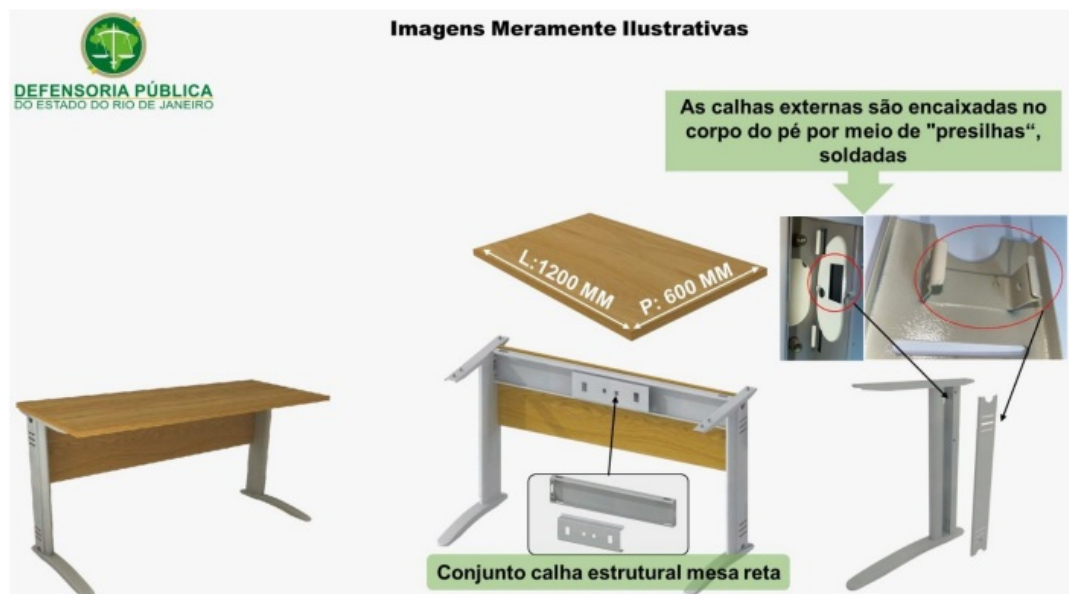 Imagens Meramente Ilustrativas
DEFENSORIA PÚBLICA
DO ESTADO DO RIO DE JANEIRO
As calhas externas são encaixadas no
corpo do pé por meio de "presilhas“,
soldadas
L:1200 MM
P: 600 MM
Conjunto calha estrutural mesa reta